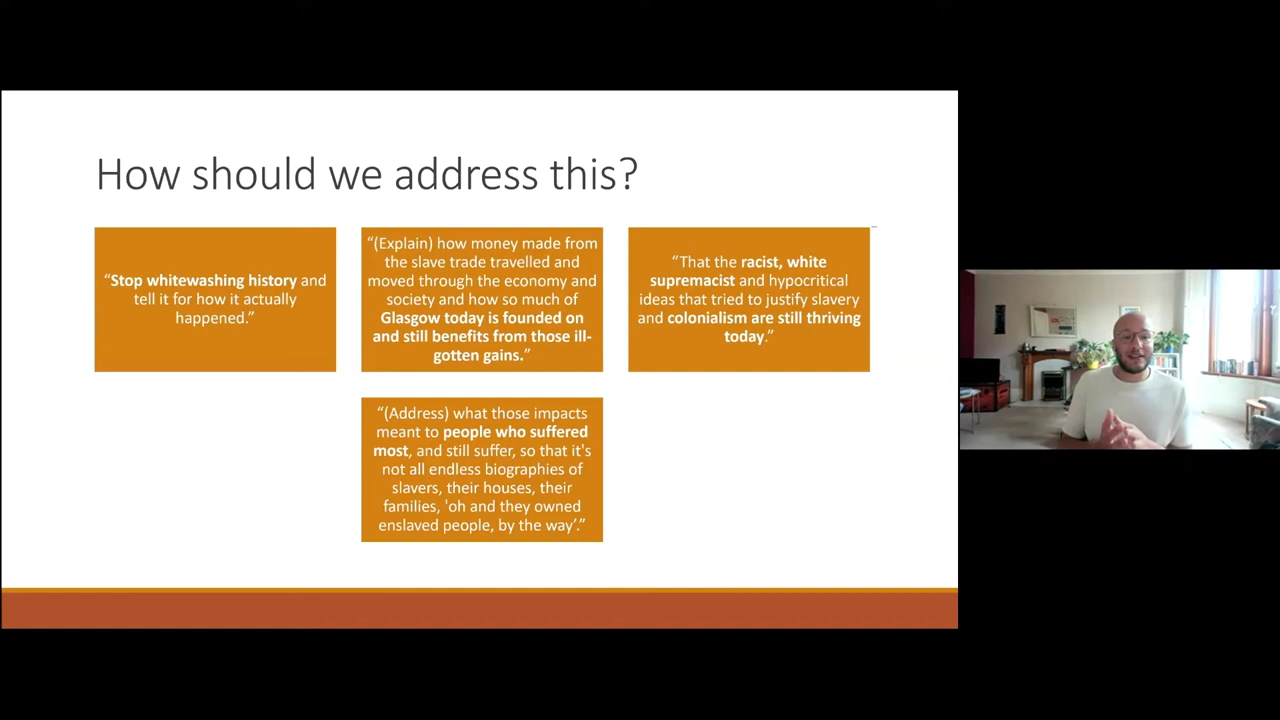 How should we address this?
“Stop whitewashing history and
tell it for how it actually
happened.”
“(Explain) how money made from
the slave trade travelled and
moved through the economy and
society and how so much of
Glasgow today is founded on
and still benefits from those ill-
gotten gains.”
“That the racist, white
supremacist and hypocritical
ideas that tried to justify slavery
and colonialism are still thriving
today.”
“(Address) what those impacts
meant to people who suffered
most, and still suffer, so that it's
not all endless biographies of
slavers, their houses, their
families, 'oh and they owned
enslaved people, by the way’.”